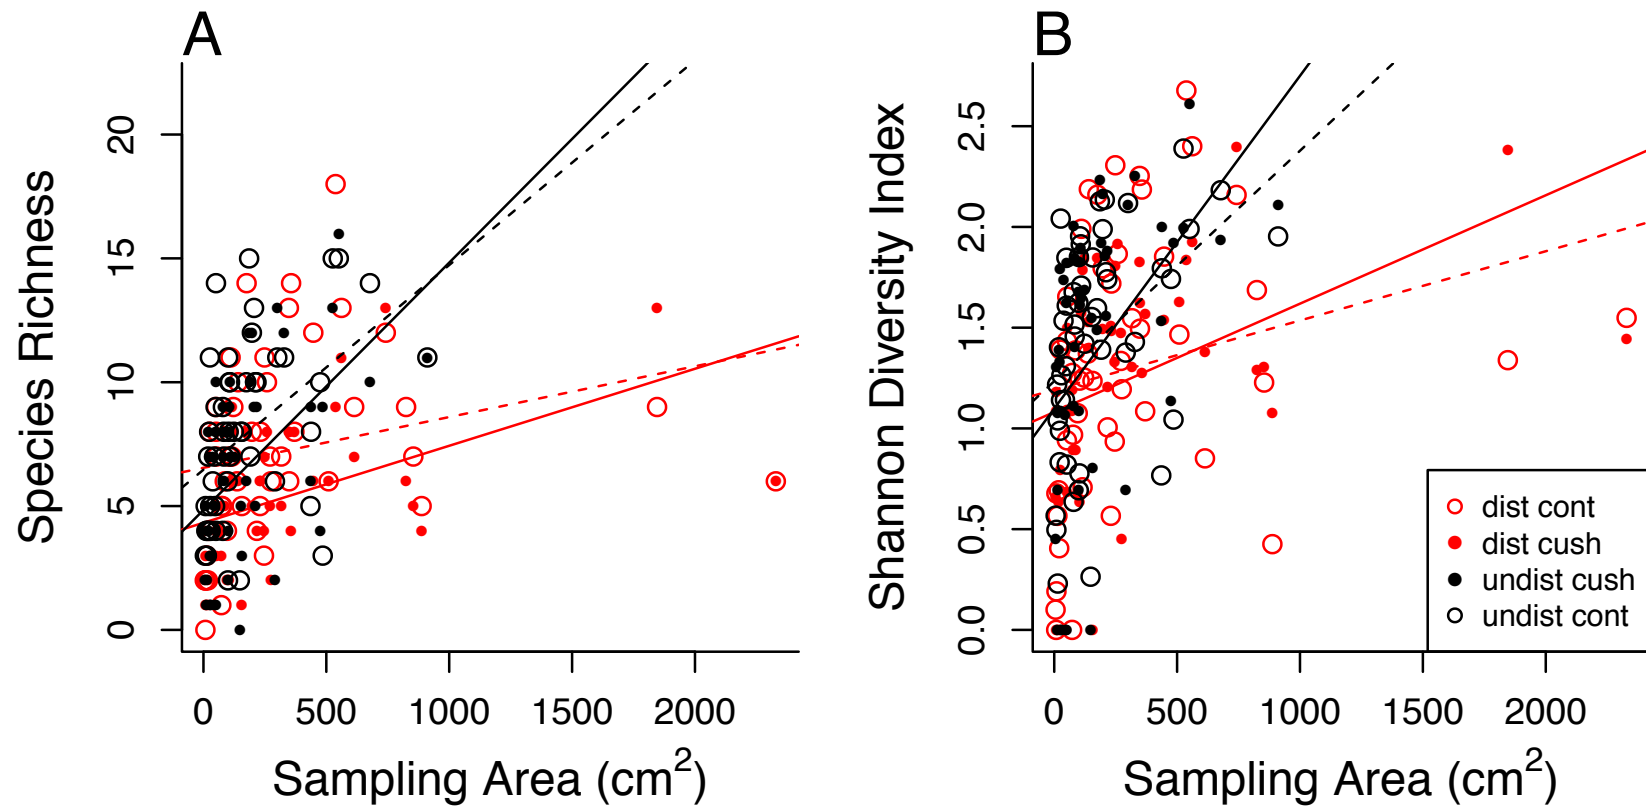 A
Species Richness
0
5
10
15
20
0 500 1000 1500 2000
Sampling Area (cm2)
B
Shannon Diversity Index
0.0
0.5
1.0
1.5
2.0
2.5
0 500 1000 1500 2000
Sampling Area (cm2)
dist cont
dist cush
undist cush
undist cont